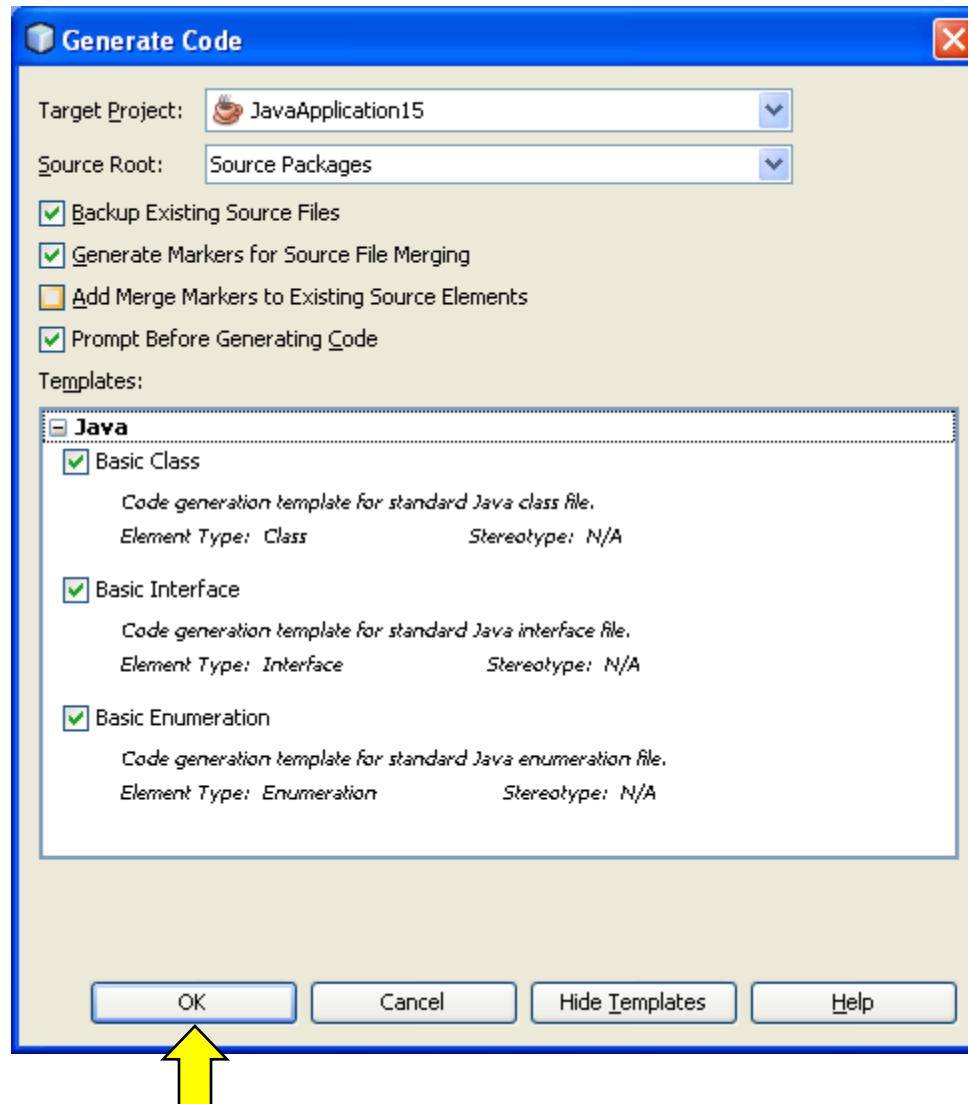 Generate Code
Target Project: JavaApplication15
Source Root: Source Packages
Backup Existing Source Files
Generate Markers for Source File Merging
Add Merge Markers to Existing Source Elements
Prompt Before Generating Code
Templates:
Java
Basic Class
Code generation template for standard Java class file.
Element Type: Class Stereotype: N/A
Basic Interface
Code generation template for standard Java interface file.
Element Type: Interface Stereotype: N/A
Basic Enumeration
Code generation template for standard Java enumeration file.
Element Type: Enumeration Stereotype: N/A
OK Cancel Hide Templates Help